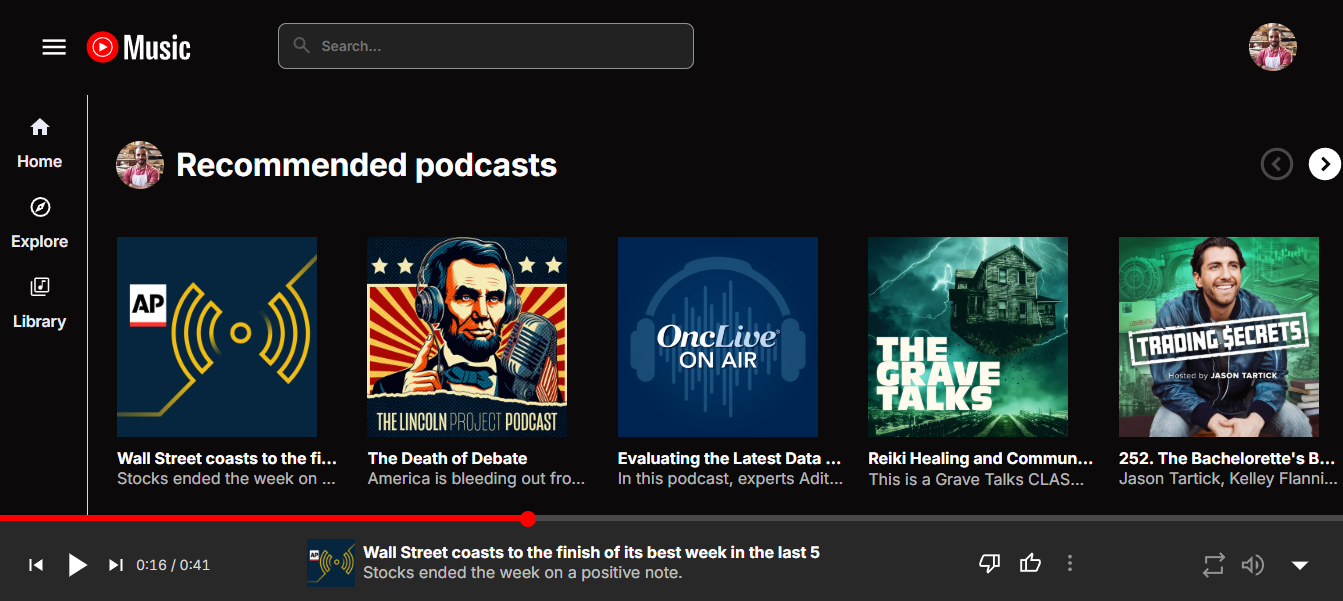 Music
Search...
Home
Explore
Library
Recommended podcasts
AP
THE LINCOLN PROJECT PODCAST
OncLive®
ON AIR
THE
GRAVE
TALKS
TRADING $ECRETS
Hosted by JASON TARTICK
Wall Street coasts to the fi...
Stocks ended the week on ...
The Death of Debate
America is bleeding out fro...
Evaluating the Latest Data ...
In this podcast, experts Adit...
Reiki Healing and Commun...
This is a Grave Talks CLAS...
252. The Bachelorette's B...
Jason Tartick, Kelley Flanni...
0:16 / 0:41
AP
Wall Street coasts to the finish of its best week in the last 5
Stocks ended the week on a positive note.